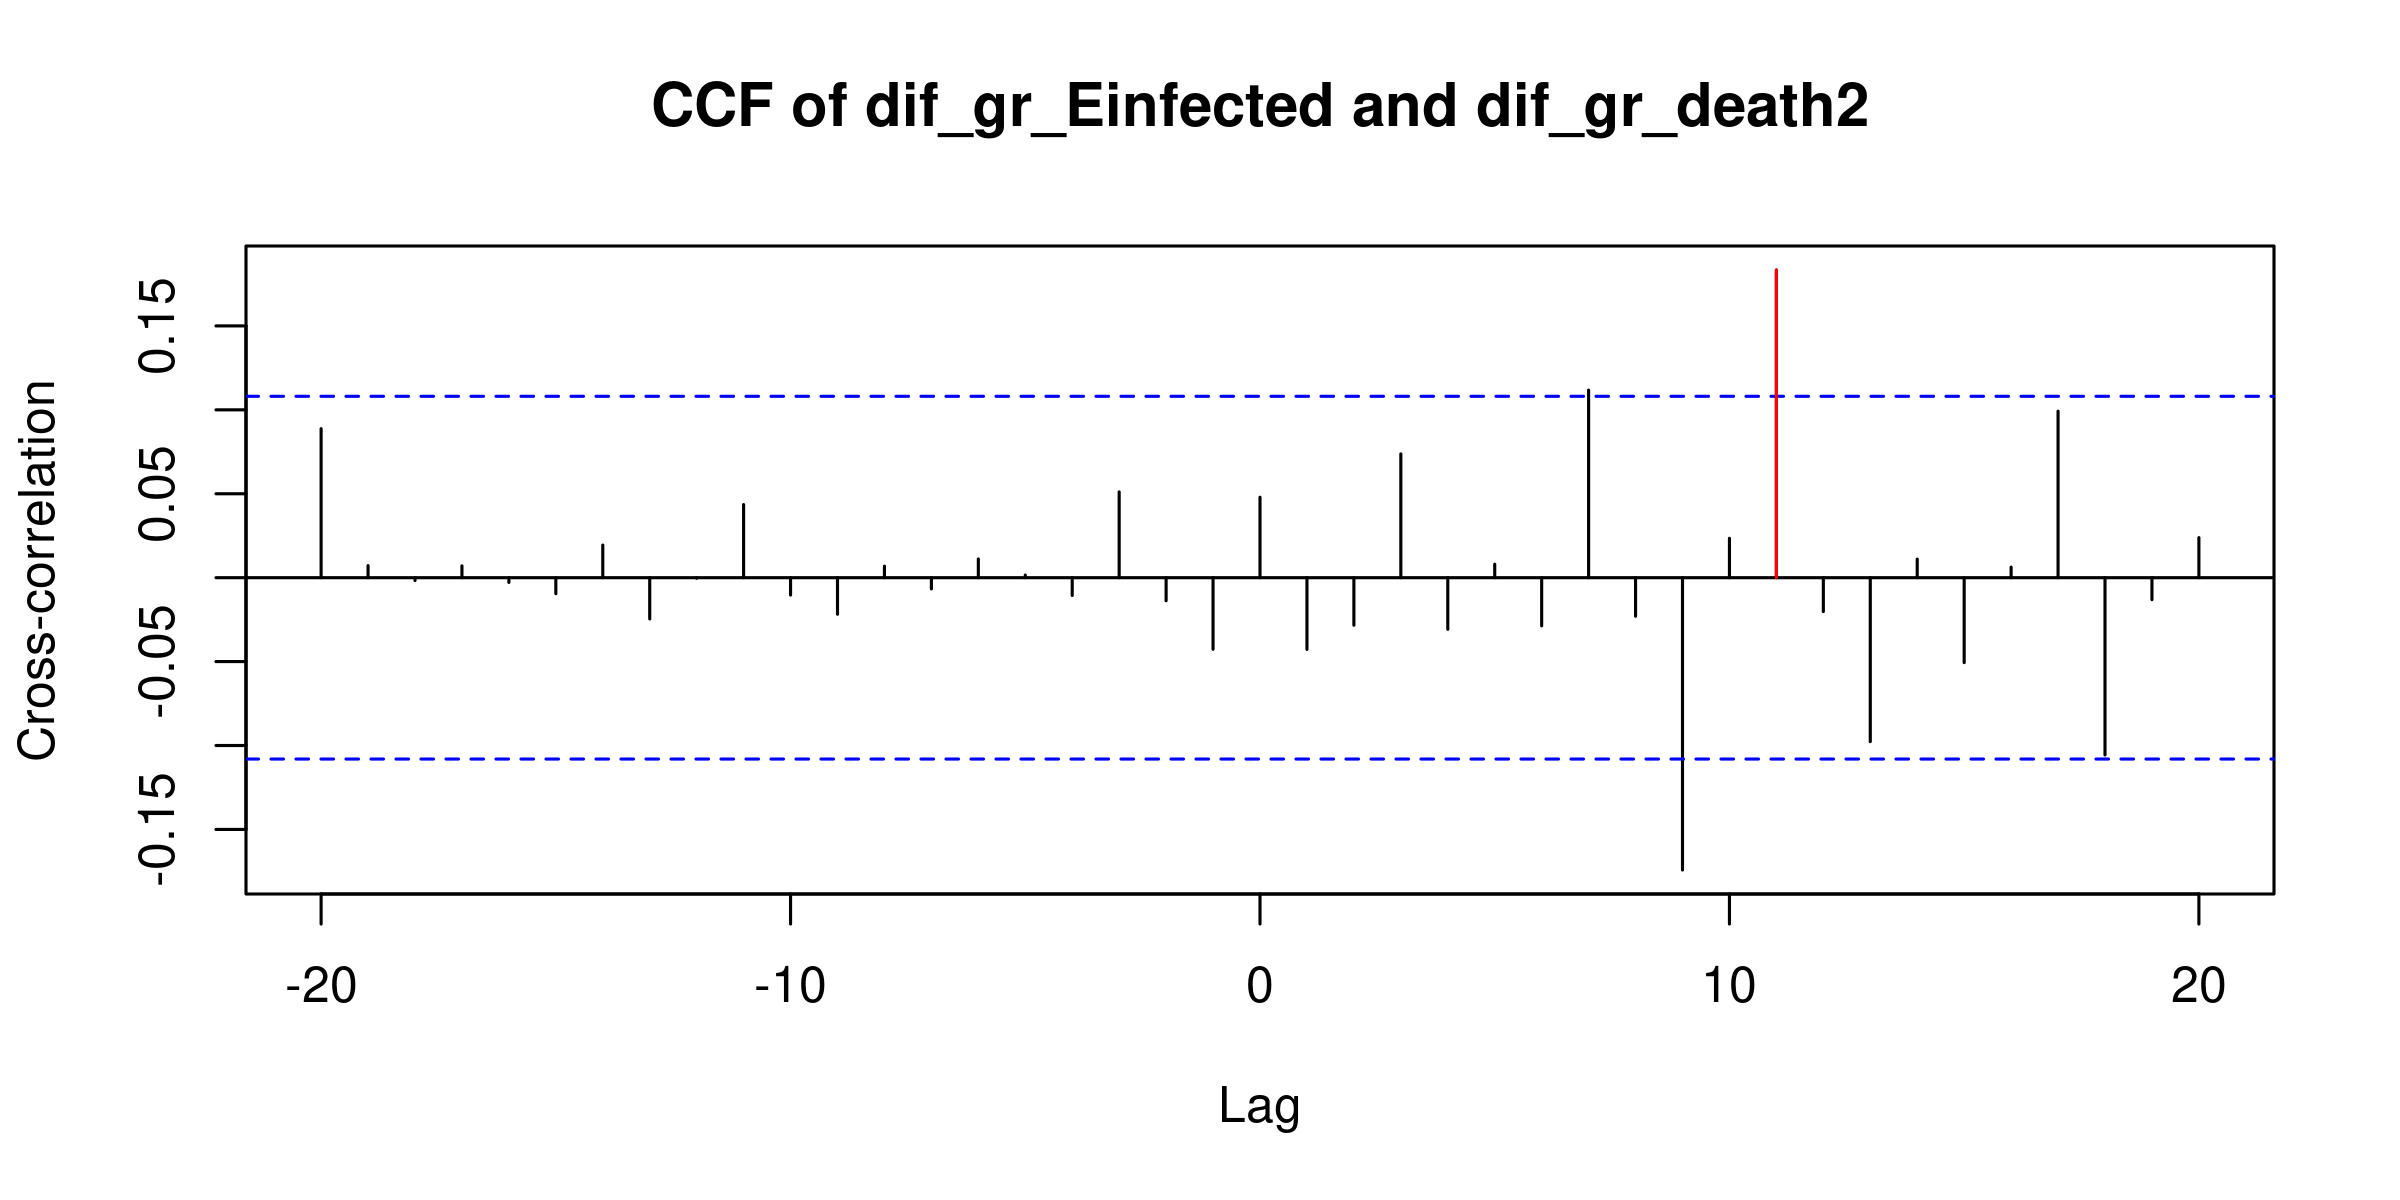 CCF of dif_gr_Einfected and dif_gr_death2
Cross-correlation
0.15
0.05
-0.05
-0.15
-20 -10 0 10 20
Lag